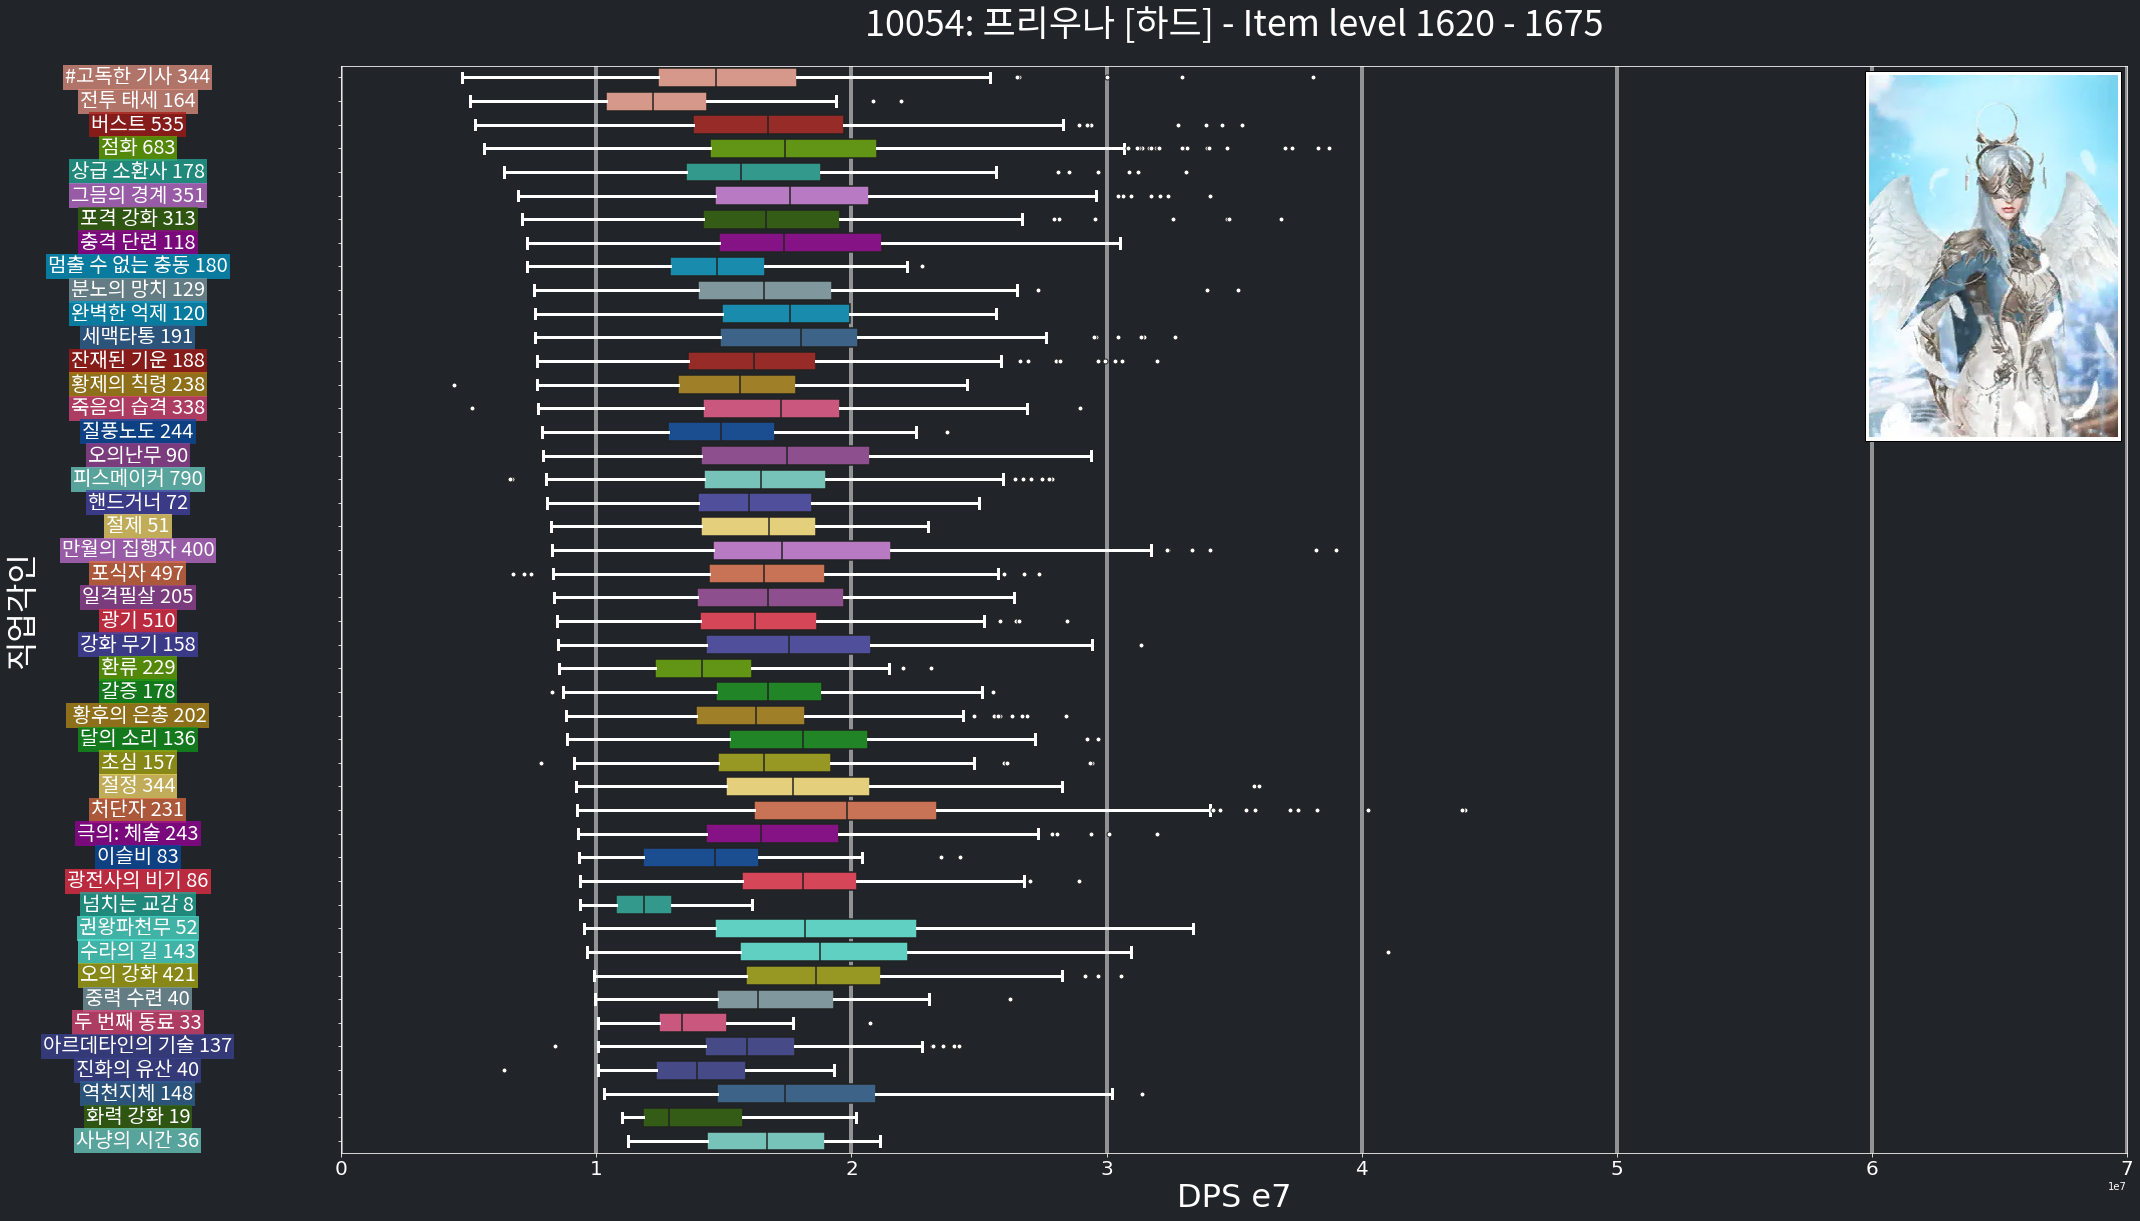 10054: 프리우나 [하드] - Item level 1620 - 1675
직업각인
#고독한 기사 344
전투 태세 164
버스트 535
점화 683
상급 소환사 178
그믐의 경계 351
포격 강화 313
충격 단련 118
멈출 수 없는 충동 180
분노의 망치 129
완벽한 억제 120
세맥타통 191
잔재된 기운 188
황제의 칙령 238
죽음의 습격 338
질풍노도 244
오의난무 90
피스메이커 790
핸드거너 72
절제 51
만월의 집행자 400
포식자 497
일격필살 205
광기 510
강화 무기 158
환류 229
갈증 178
황후의 은총 202
달의 소리 136
초심 157
절정 344
처단자 231
극의: 체술 243
이슬비 83
광전사의 비기 86
넘치는 교감 8
권왕파천무 52
수라의 길 143
오의 강화 421
중력 수련 40
두 번째 동료 33
아르데타인의 기술 137
진화의 유산 40
역천지체 148
화력 강화 19
사냥의 시간 36
0 1 2 3 4 5 6 7
1e7
DPS e7